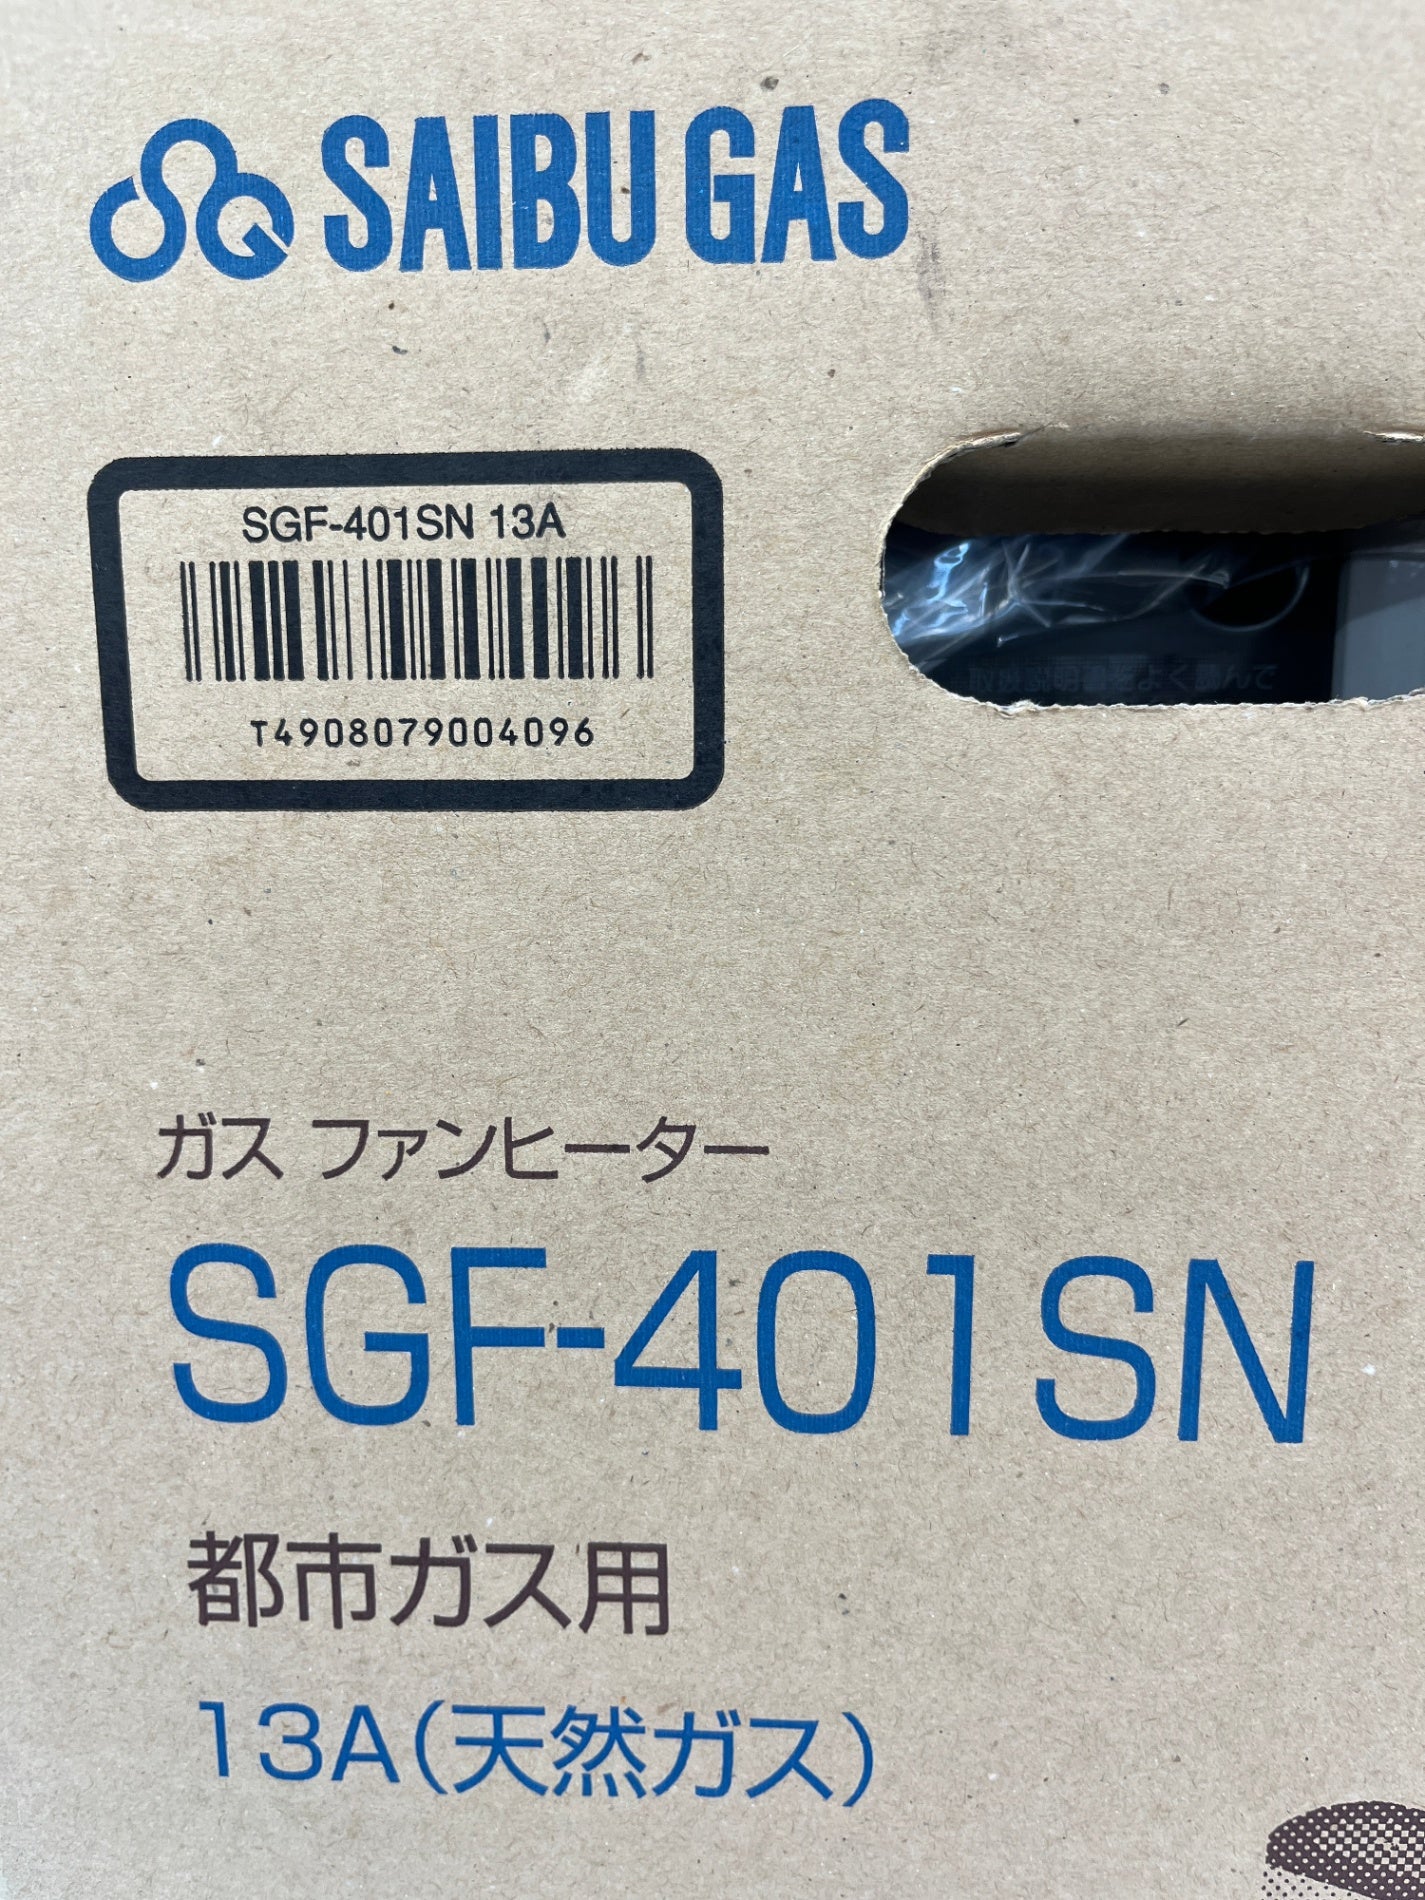 SAIBU GAS
SGF-401SN 13A
T4908079004096
ガス ファンヒーター
SGF-401SN
都市ガス用
13A(天然ガス)